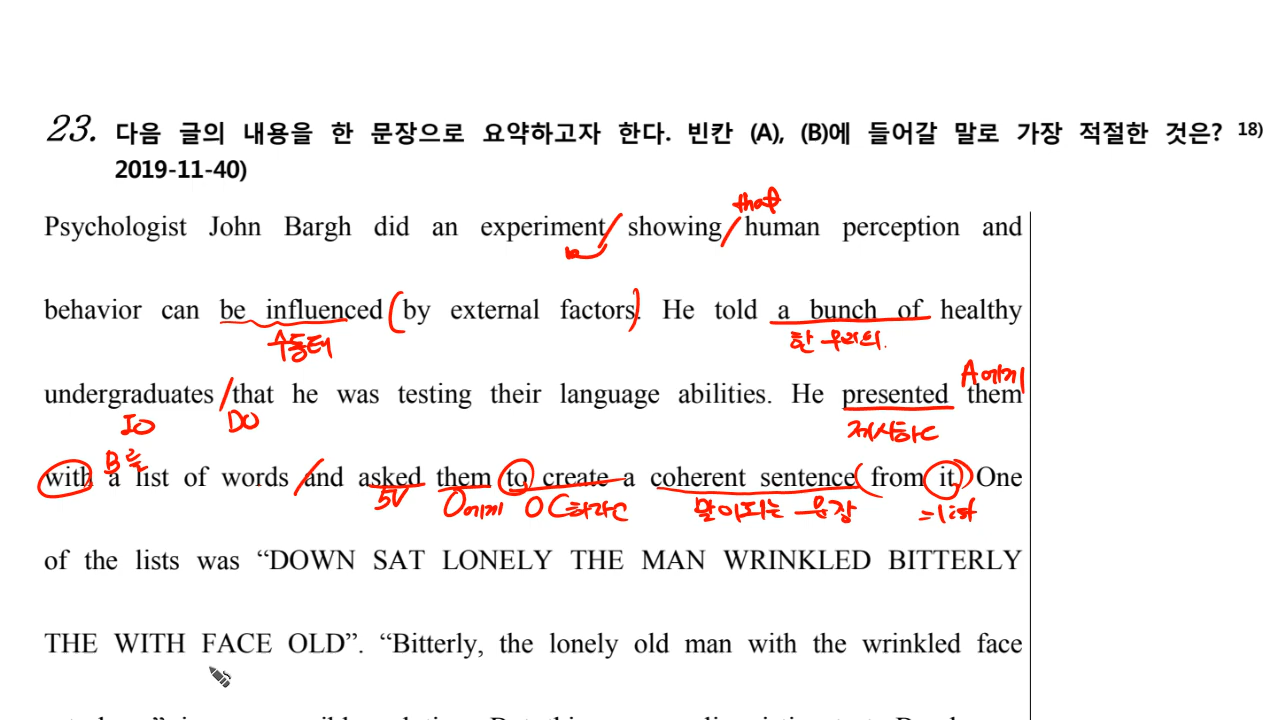 23. 다음 글의 내용을 한 문장으로 요약하고자 한다. 빈칸 (A), (B)에 들어갈 말로 가장 적절한 것은? 18)
2019-11-40)
that
Psychologist John Bargh did an experiment showing human perception and
behavior can be influenced (by external factors). He told a bunch of healthy
수동태 한 무리의
undergraduates that he was testing their language abilities. He presented them
IO DO 제시하다 A에게
B를
with a list of words and asked them to create a coherent sentence (from it.) One
5V O에게 OC하라다 말이되는 문장 =list
of the lists was “DOWN SAT LONELY THE MAN WRINKLED BITTERLY
THE WITH FACE OLD”. “Bitterly, the lonely old man with the wrinkled face